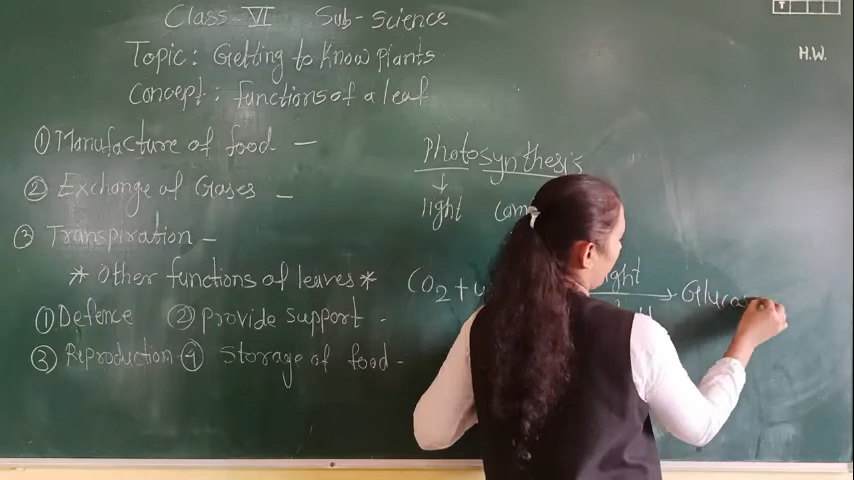 Class-VI Sub-Science
Topic: Getting to Know Plants
Concept: functions of a leaf
① Manufacture of food -
② Exchange of Gases -
③ Transpiration -
* Other functions of leaves *
① Defence ② Provide Support -
③ Reproduction ④ Storage of food -
Photosynthesis
↓
light com
CO2 + → Gluco
H.W.
T